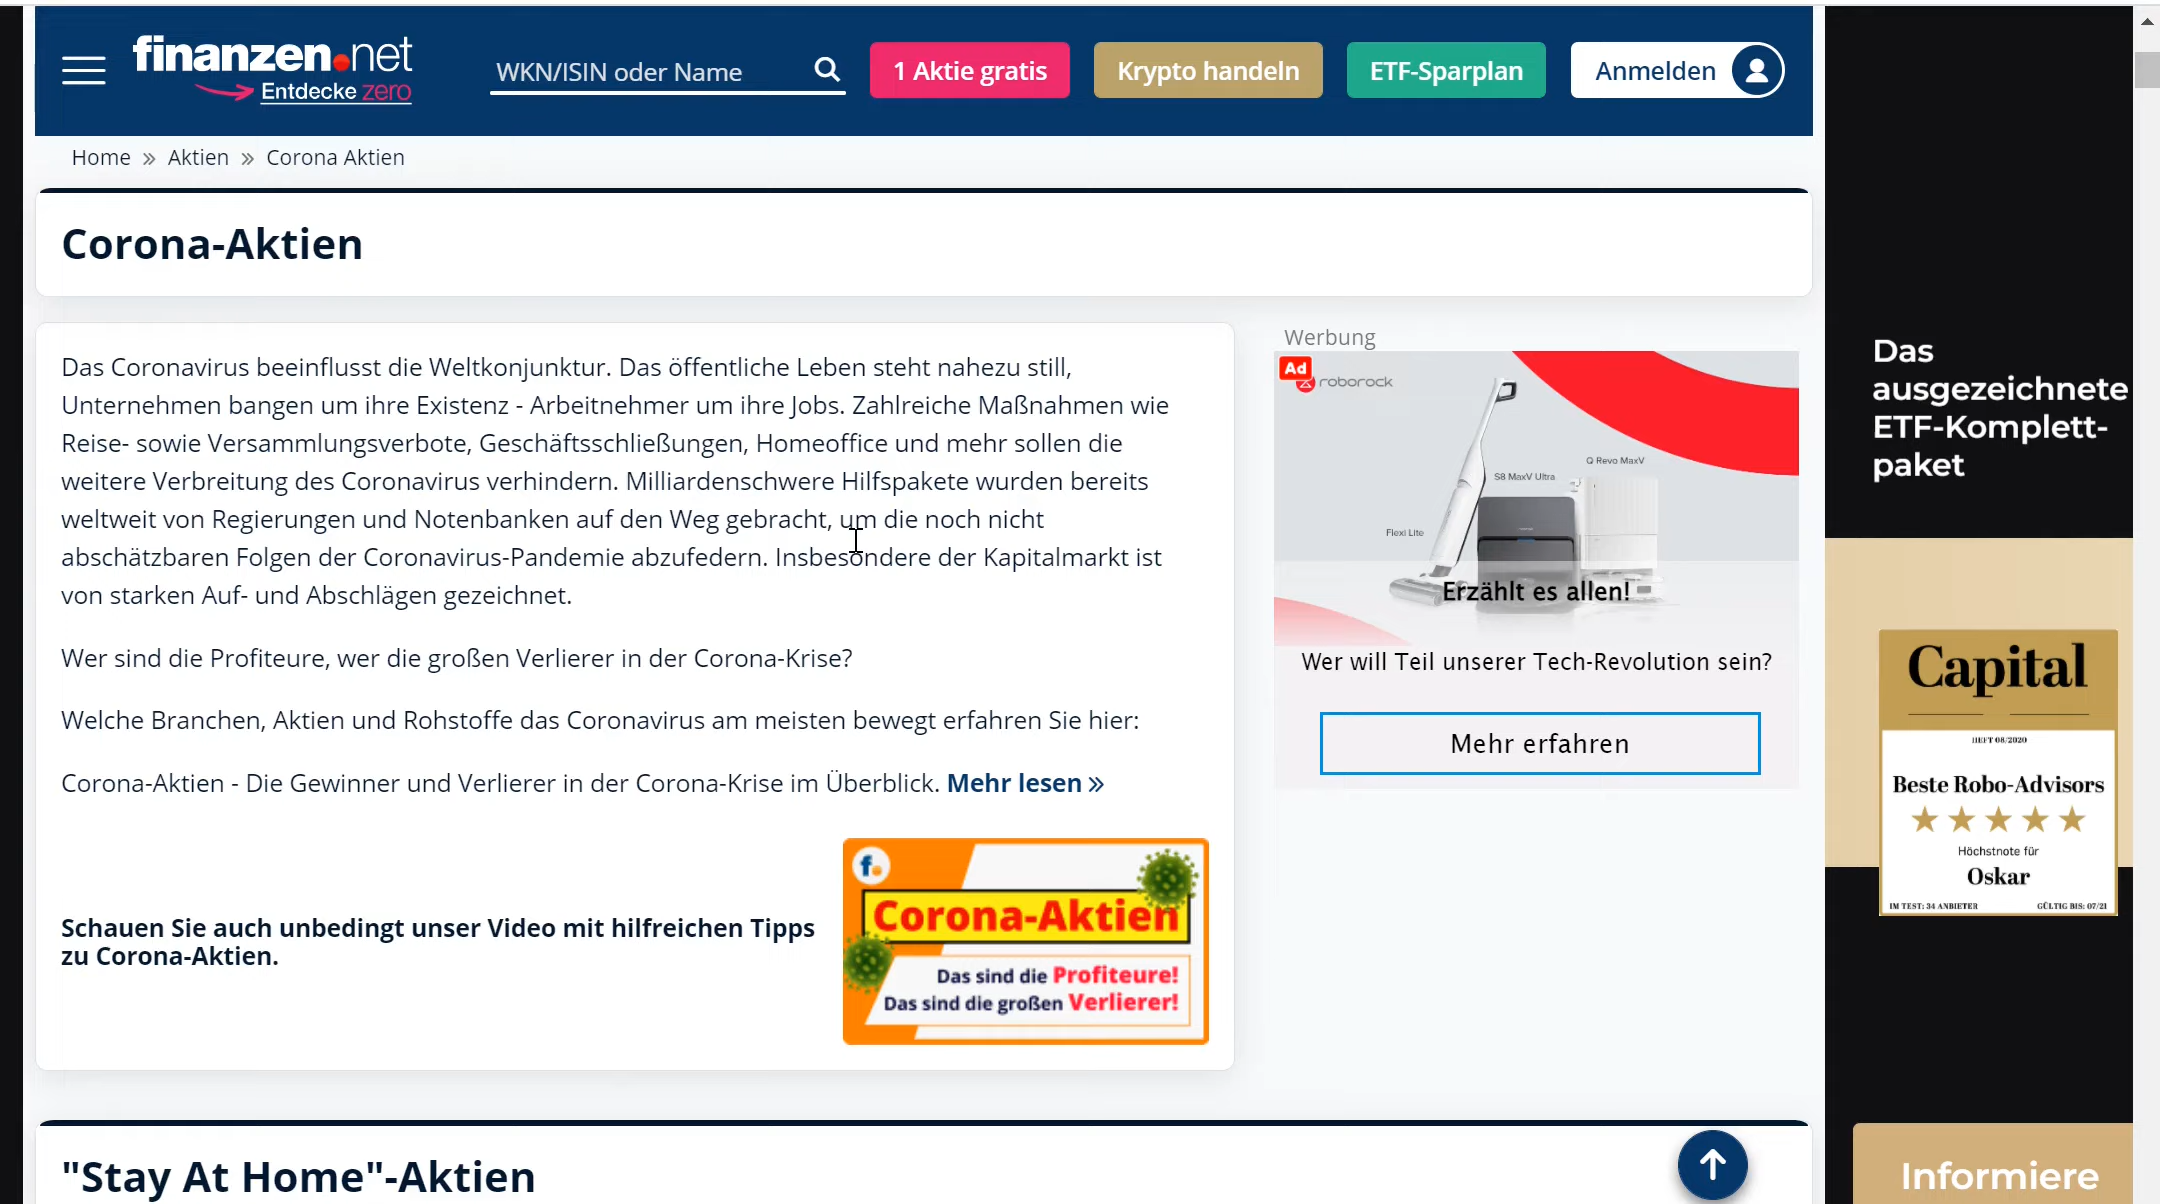 finanzen.net
Entdecke zero
WKN/ISIN oder Name
1 Aktie gratis
Krypto handeln
ETF-Sparplan
Anmelden
Home » Aktien » Corona Aktien
Corona-Aktien
Das Coronavirus beeinflusst die Weltkonjunktur. Das öffentliche Leben steht nahezu still,
Unternehmen bangen um ihre Existenz - Arbeitnehmer um ihre Jobs. Zahlreiche Maßnahmen wie
Reise- sowie Versammlungsverbote, Geschäftsschließungen, Homeoffice und mehr sollen die
weitere Verbreitung des Coronavirus verhindern. Milliardenschwere Hilfspakete wurden bereits
weltweit von Regierungen und Notenbanken auf den Weg gebracht, um die noch nicht
abschätzbaren Folgen der Coronavirus-Pandemie abzufedern. Insbesondere der Kapitalmarkt ist
von starken Auf- und Abschlägen gezeichnet.
Wer sind die Profiteure, wer die großen Verlierer in der Corona-Krise?
Welche Branchen, Aktien und Rohstoffe das Coronavirus am meisten bewegt erfahren Sie hier:
Corona-Aktien - Die Gewinner und Verlierer in der Corona-Krise im Überblick. Mehr lesen »
Schauen Sie auch unbedingt unser Video mit hilfreichen Tipps
zu Corona-Aktien.
f.
Corona-Aktien
Das sind die Profiteure!
Das sind die großen Verlierer!
"Stay At Home"-Aktien
Werbung
Ad
roborock
Q Revo MaxV
S8 MaxV Ultra
Flexi Lite
Erzählt es allen!
Wer will Teil unserer Tech-Revolution sein?
Mehr erfahren
Das
ausgezeichnete
ETF-Komplett-
paket
Capital
HEFT 08/2020
Beste Robo-Advisors
Höchstnote für
Oskar
IM TEST: 34 ANBIETER
GÜLTIG BIS: 07/21
Informiere